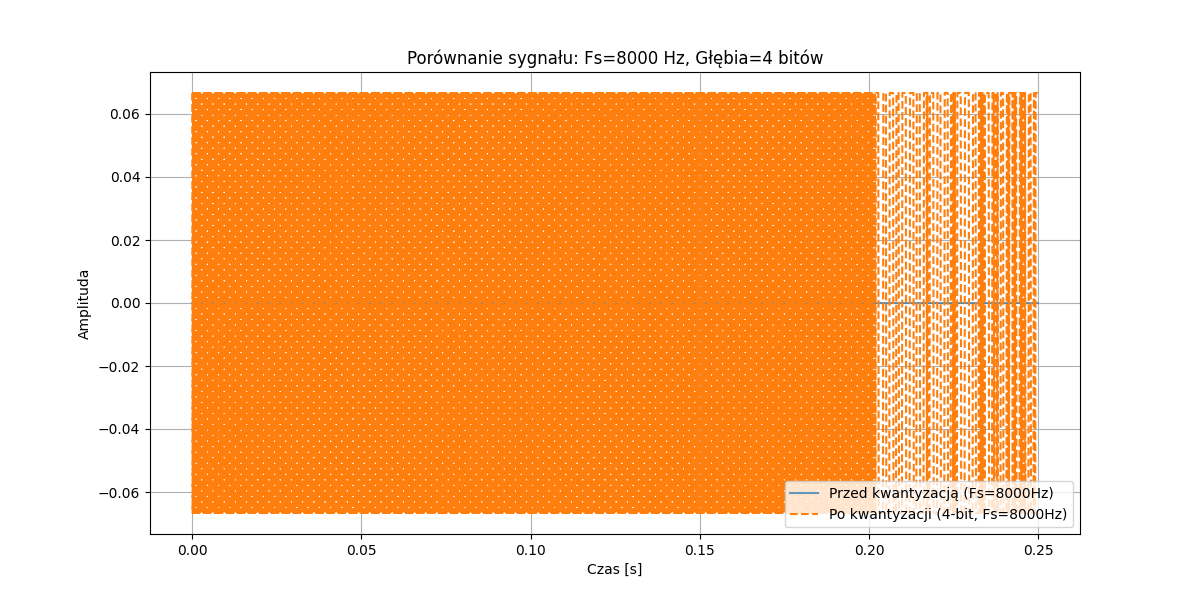 Porównanie sygnału: Fs=8000 Hz, Głębia=4 bitów
Amplituda
0.06
0.04
0.02
0.00
−0.02
−0.04
−0.06
Przed kwantyzacją (Fs=8000Hz)
Po kwantyzacji (4-bit, Fs=8000Hz)
0.00 0.05 0.10 0.15 0.20 0.25
Czas [s]